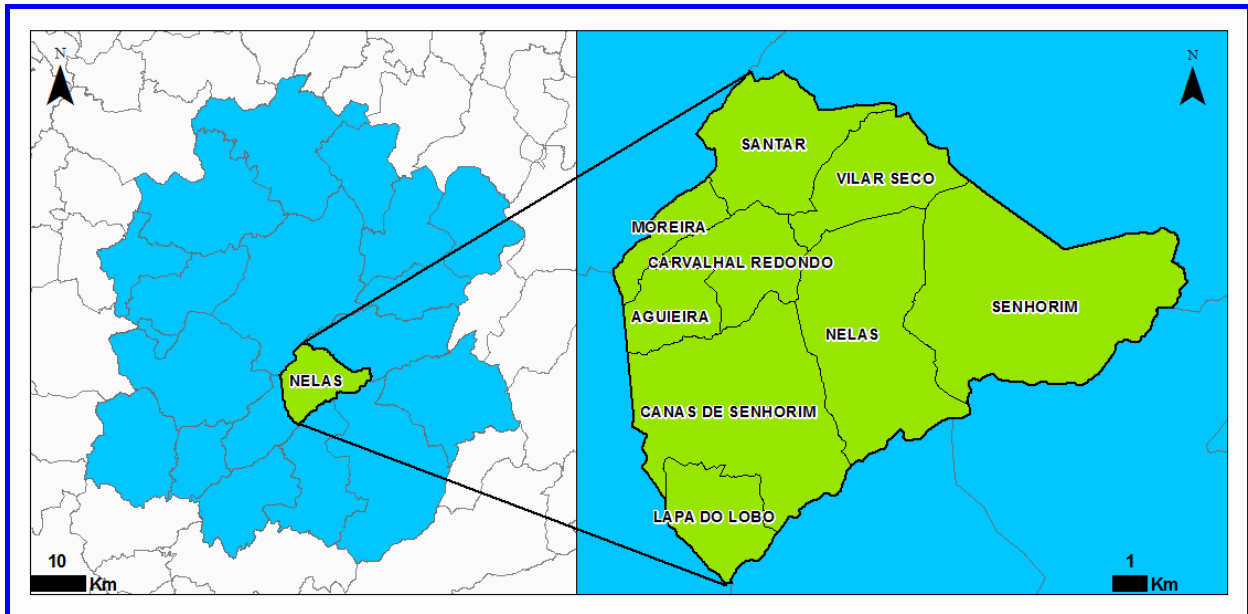 N
NELAS
10
Km
N
SANTAR
VILAR SECO
MOREIRA
CARVALHAL REDONDO
AGUIEIRA
NELAS
SENHORIM
CANAS DE SENHORIM
LAPA DO LOBO
1
Km